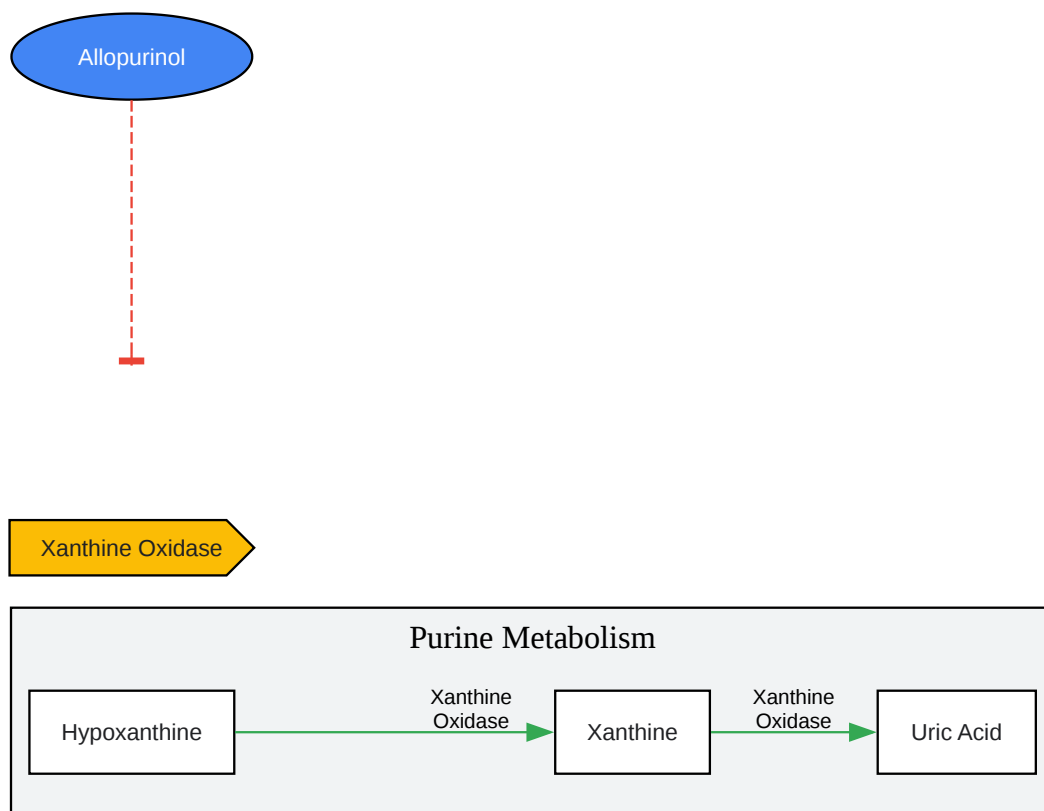 Allopurinol
Xanthine Oxidase
Purine Metabolism
Xanthine
Oxidase
Xanthine
Oxidase
Hypoxanthine
Xanthine
Uric Acid